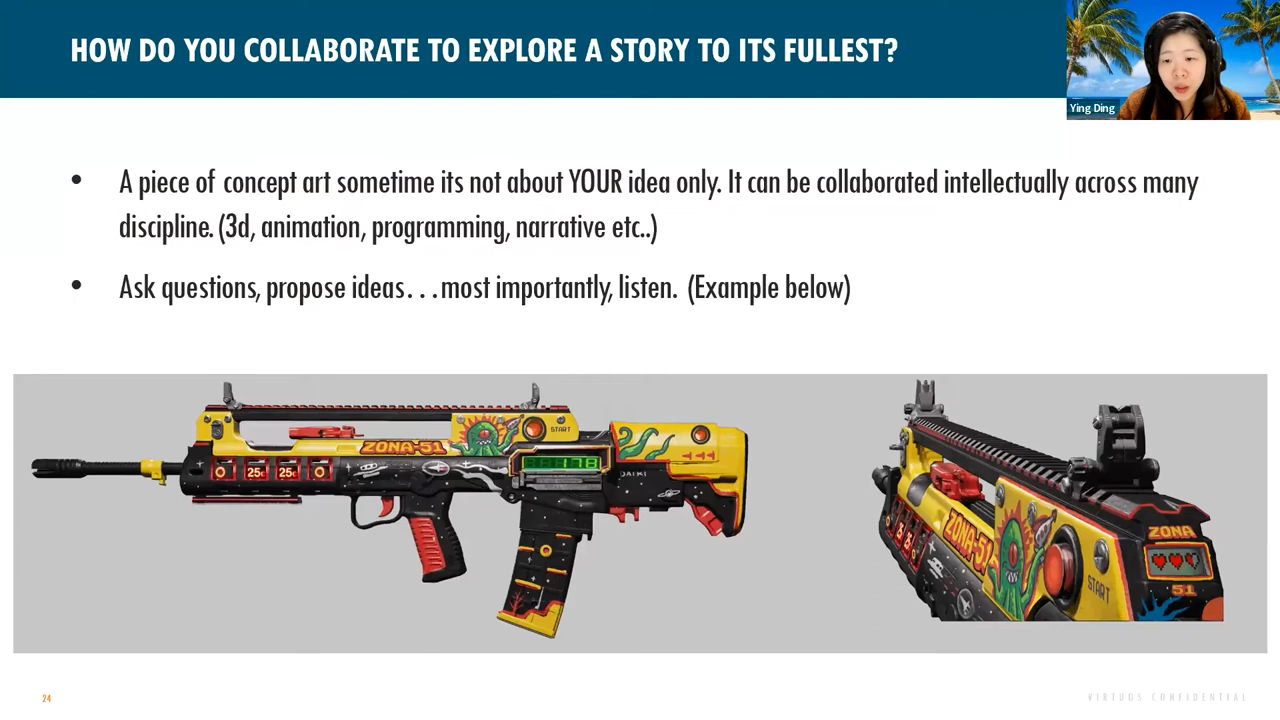 HOW DO YOU COLLABORATE TO EXPLORE A STORY TO ITS FULLEST?
Ying Ding
• A piece of concept art sometime its not about YOUR idea only. It can be collaborated intellectually across many
discipline. (3d, animation, programming, narrative etc..)
• Ask questions, propose ideas...most importantly, listen. (Example below)
START
ZONA-51
25¢ 25¢
178
ZONA
51
ZONA-51
START
24
VIRTUOS CONFIDENTIAL